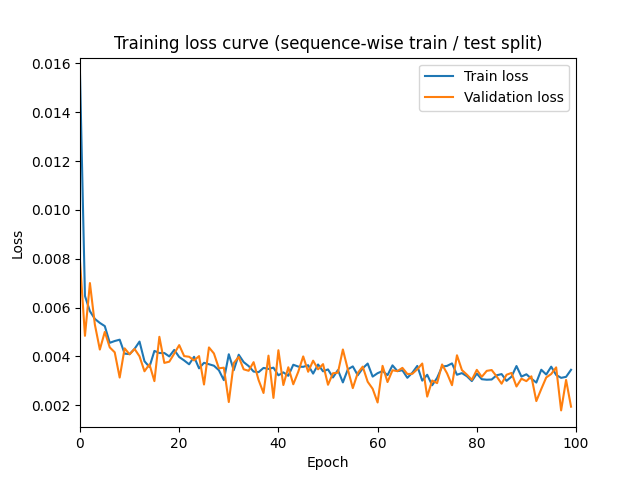 Training loss curve (sequence-wise train / test split)
Train loss
Validation loss
Loss
0.016
0.014
0.012
0.010
0.008
0.006
0.004
0.002
0 20 40 60 80 100
Epoch